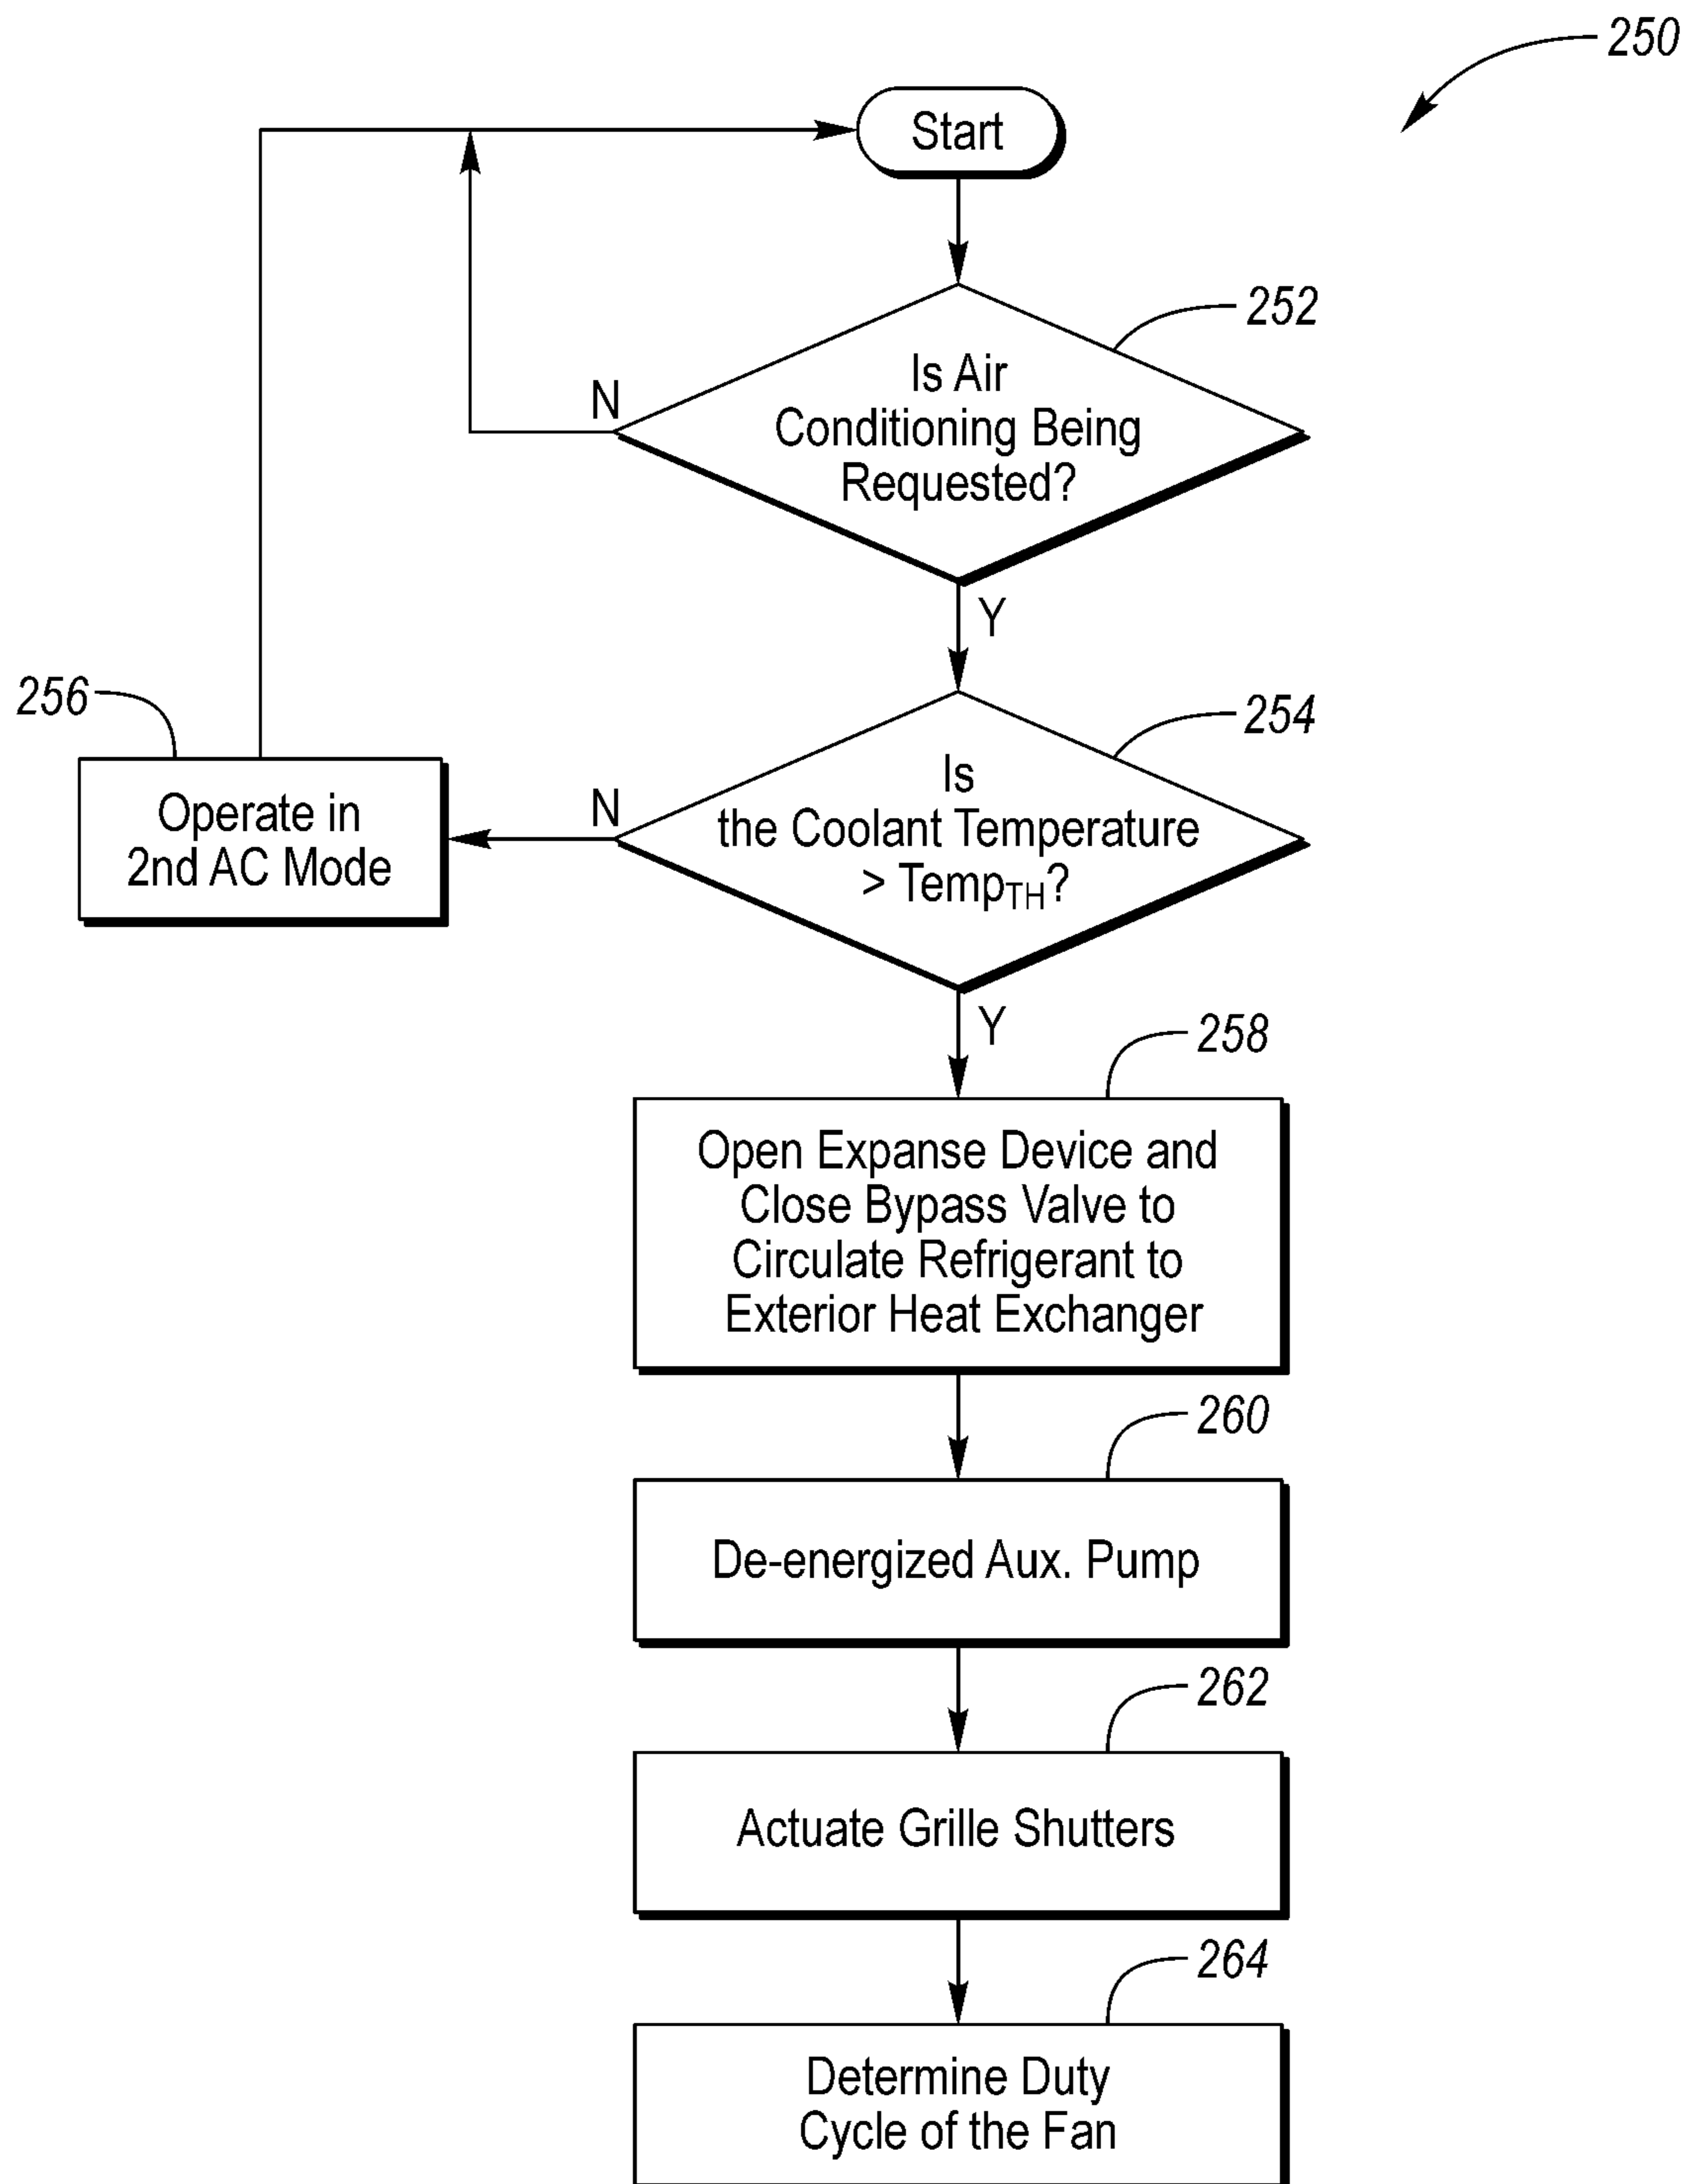 250
Start
252
Is Air
Conditioning Being
Requested?
N
Y
256
254
Operate in
2nd AC Mode
N
Is
the Coolant Temperature
> TempTH?
Y
258
Open Expanse Device and
Close Bypass Valve to
Circulate Refrigerant to
Exterior Heat Exchanger
260
De-energized Aux. Pump
262
Actuate Grille Shutters
264
Determine Duty
Cycle of the Fan